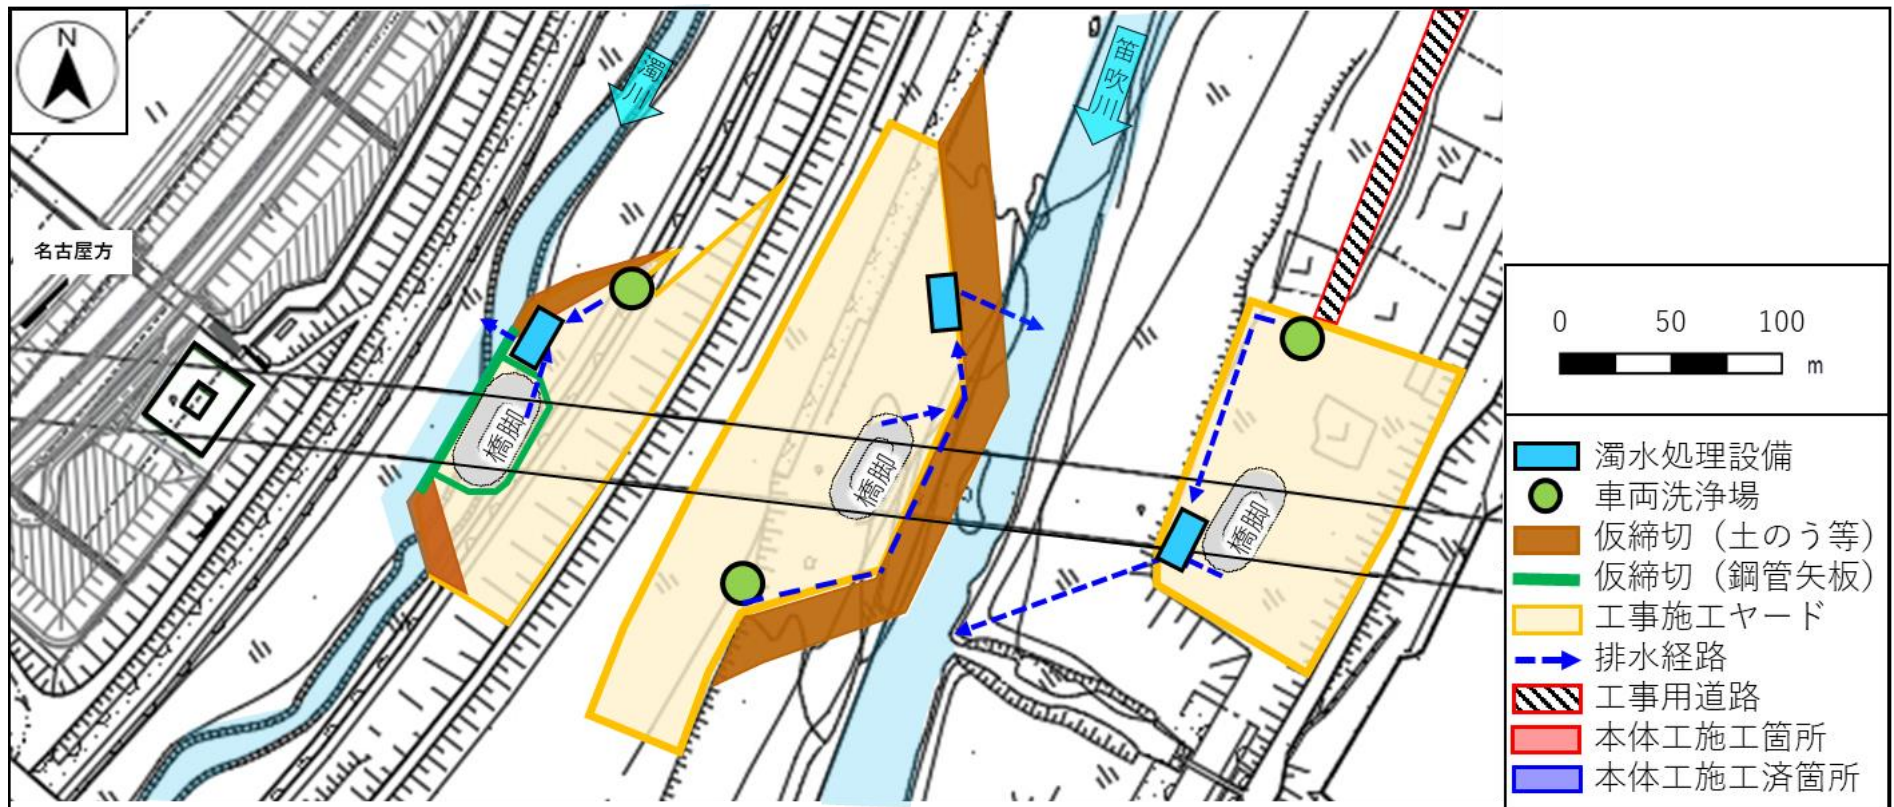 N
濁川
笛吹川
名古屋方
橋脚
橋脚
橋脚
0 50 100
m
濁水処理設備
車両洗浄場
仮締切（土のう等）
仮締切（鋼管矢板）
工事施工ヤード
排水経路
工事用道路
本体工施工箇所
本体工施工済箇所